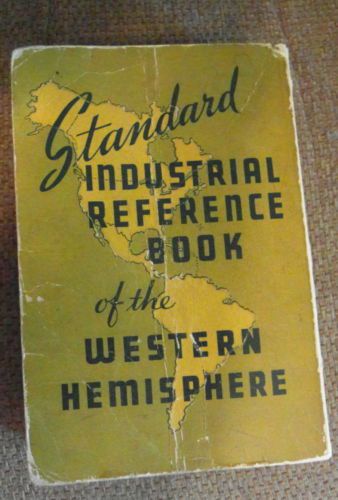 Standard
INDUSTRIAL
REFERENCE
BOOK
of the
WESTERN
HEMISPHERE